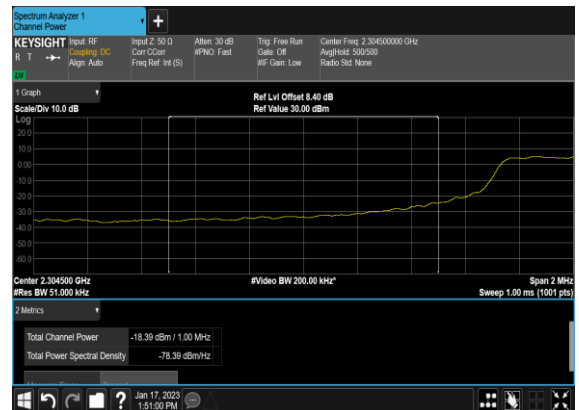 Spectrum Analyzer 1
Channel Power
KEYSIGHT Input: RF Input Z: 50 Ω Atten: 30 dB Trig: Free Run Center Freq: 2.304500000 GHz
R T Coupling: DC Corr CCorr #PNO: Fast Gate: Off Avg|Hold: 500/500
Align: Auto Freq Ref: Int (S) #IF Gain: Low Radio Std: None
1 Graph
Ref Lvl Offset 8.40 dB
Scale/Div 10.0 dB Ref Value 30.00 dBm
Log
20.0
10.0
0.00
-10.0
-20.0
-30.0
-40.0
-50.0
-60.0
Center 2.304500 GHz #Video BW 200.00 kHz* Span 2 MHz
#Res BW 51.000 kHz Sweep 1.00 ms (1001 pts)
2 Metrics
Total Channel Power -18.39 dBm / 1.00 MHz
Total Power Spectral Density -78.39 dBm/Hz
? Jan 17, 2023
1:51:00 PM